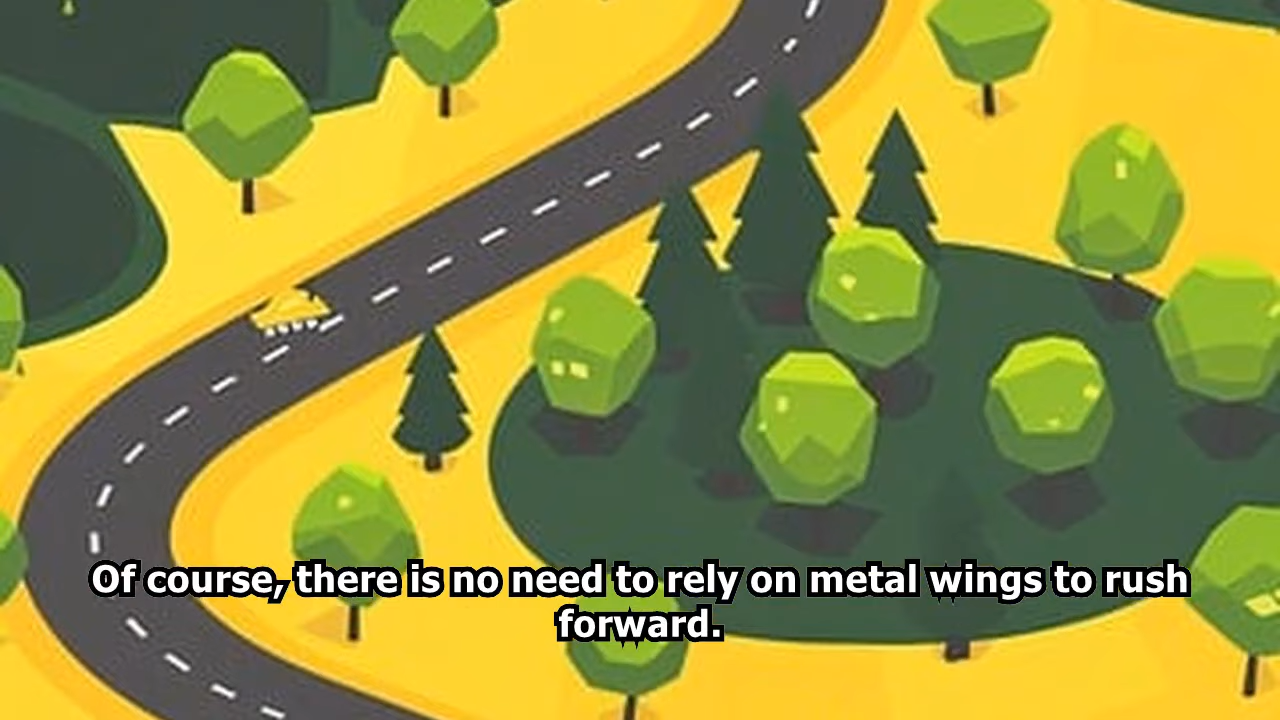 Of course, there is no need to rely on metal wings to rush
forward.